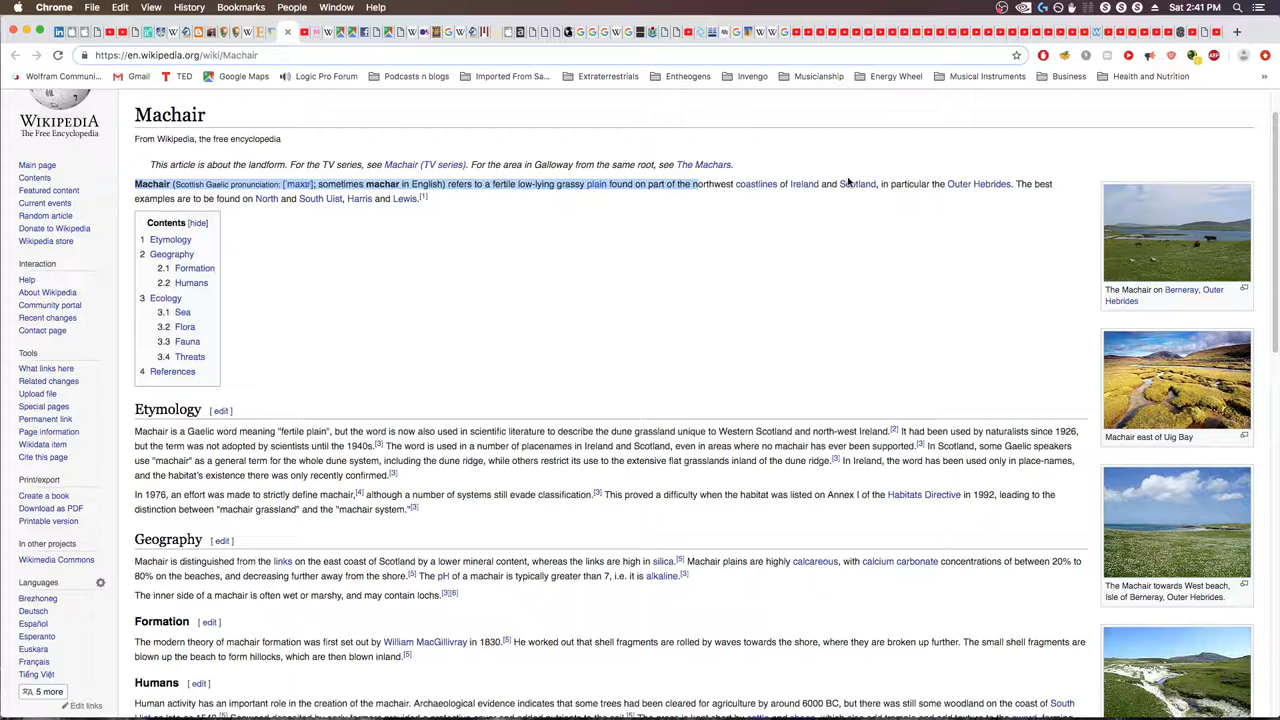 Chrome File Edit View History Bookmarks People Window Help
Sat 2:41 PM
https://en.wikipedia.org/wiki/Machair
Wolfram Communit... Gmail TED Google Maps Logic Pro Forum Podcasts n blogs Imported From Sa... Extraterrestrials Entheogens Invengo Musicianship Energy Wheel Musical Instruments Business Health and Nutrition
WIKIPEDIA
The Free Encyclopedia
Main page
Contents
Featured content
Current events
Random article
Donate to Wikipedia
Wikipedia store
Interaction
Help
About Wikipedia
Community portal
Recent changes
Contact page
Tools
What links here
Related changes
Upload file
Special pages
Permanent link
Page information
Wikidata item
Cite this page
Print/export
Create a book
Download as PDF
Printable version
In other projects
Wikimedia Commons
Languages
Brezhoneg
Deutsch
Español
Esperanto
Euskara
Français
Tiếng Việt
5 more
Edit links
Machair
From Wikipedia, the free encyclopedia
This article is about the landform. For the TV series, see Machair (TV series). For the area in Galloway from the same root, see The Machars.
Machair (Scottish Gaelic pronunciation: [ˈmaxɪɾʲ]; sometimes machar in English) refers to a fertile low-lying grassy plain found on part of the northwest coastlines of Ireland and Scotland, in particular the Outer Hebrides. The best
examples are to be found on North and South Uist, Harris and Lewis.[1]
Contents [hide]
1 Etymology
2 Geography
2.1 Formation
2.2 Humans
3 Ecology
3.1 Sea
3.2 Flora
3.3 Fauna
3.4 Threats
4 References
Etymology [ edit ]
Machair is a Gaelic word meaning "fertile plain", but the word is now also used in scientific literature to describe the dune grassland unique to Western Scotland and north-west Ireland.[2] It had been used by naturalists since 1926,
but the term was not adopted by scientists until the 1940s.[3] The word is used in a number of placenames in Ireland and Scotland, even in areas where no machair has ever been supported.[3] In Scotland, some Gaelic speakers
use "machair" as a general term for the whole dune system, including the dune ridge, while others restrict its use to the extensive flat grasslands inland of the dune ridge.[3] In Ireland, the word has been used only in place-names,
and the habitat's existence there was only recently confirmed.[3]
In 1976, an effort was made to strictly define machair,[4] although a number of systems still evade classification.[3] This proved a difficulty when the habitat was listed on Annex I of the Habitats Directive in 1992, leading to the
distinction between "machair grassland" and the "machair system."[3]
Geography [ edit ]
Machair is distinguished from the links on the east coast of Scotland by a lower mineral content, whereas the links are high in silica.[5] Machair plains are highly calcareous, with calcium carbonate concentrations of between 20% to
80% on the beaches, and decreasing further away from the shore.[5] The pH of a machair is typically greater than 7, i.e. it is alkaline.[3]
The inner side of a machair is often wet or marshy, and may contain lochs.[3][6]
Formation [ edit ]
The modern theory of machair formation was first set out by William MacGillivray in 1830.[5] He worked out that shell fragments are rolled by waves towards the shore, where they are broken up further. The small shell fragments are
blown up the beach to form hillocks, which are then blown inland.[5]
Humans [ edit ]
Human activity has an important role in the creation of the machair. Archaeological evidence indicates that some trees had been cleared for agriculture by around 6000 BC, but there was still some woodland on the coast of South
The Machair on Berneray, Outer
Hebrides
Machair east of Uig Bay
The Machair towards West beach,
Isle of Berneray, Outer Hebrides.